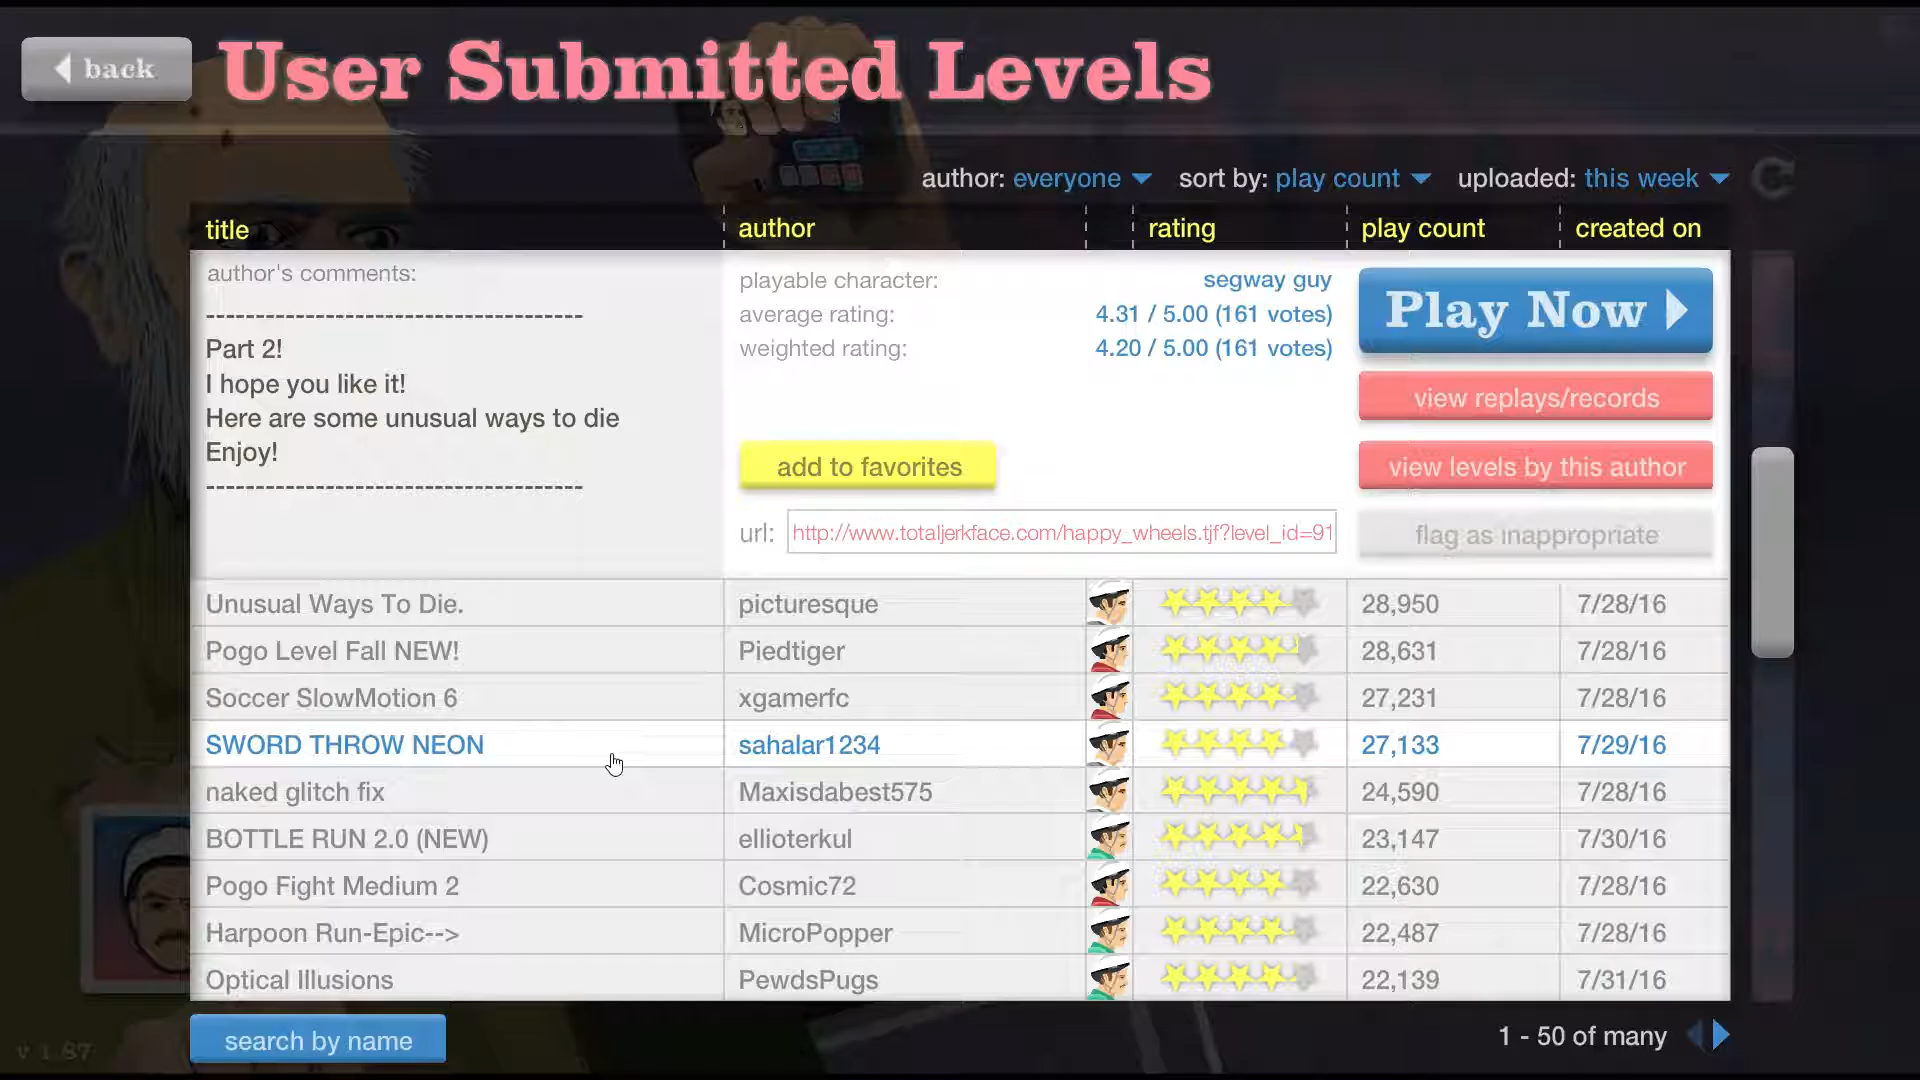 back
User Submitted Levels
author: everyone sort by: play count uploaded: this week
title author rating play count created on
author's comments:
-------------------------------------
Part 2!
I hope you like it!
Here are some unusual ways to die
Enjoy!
-------------------------------------
playable character: segway guy
average rating: 4.31 / 5.00 (161 votes)
weighted rating: 4.20 / 5.00 (161 votes)
add to favorites
url: http://www.totaljerkface.com/happy_wheels.tjf?level_id=91
Play Now
view replays/records
view levels by this author
flag as inappropriate
Unusual Ways To Die. picturesque 28,950 7/28/16
Pogo Level Fall NEW! Piedtiger 28,631 7/28/16
Soccer SlowMotion 6 xgamerfc 27,231 7/28/16
SWORD THROW NEON sahalar1234 27,133 7/29/16
naked glitch fix Maxisdabest575 24,590 7/28/16
BOTTLE RUN 2.0 (NEW) ellioterkul 23,147 7/30/16
Pogo Fight Medium 2 Cosmic72 22,630 7/28/16
Harpoon Run-Epic--> MicroPopper 22,487 7/28/16
Optical Illusions PewdsPugs 22,139 7/31/16
search by name
1 - 50 of many
v 1.87